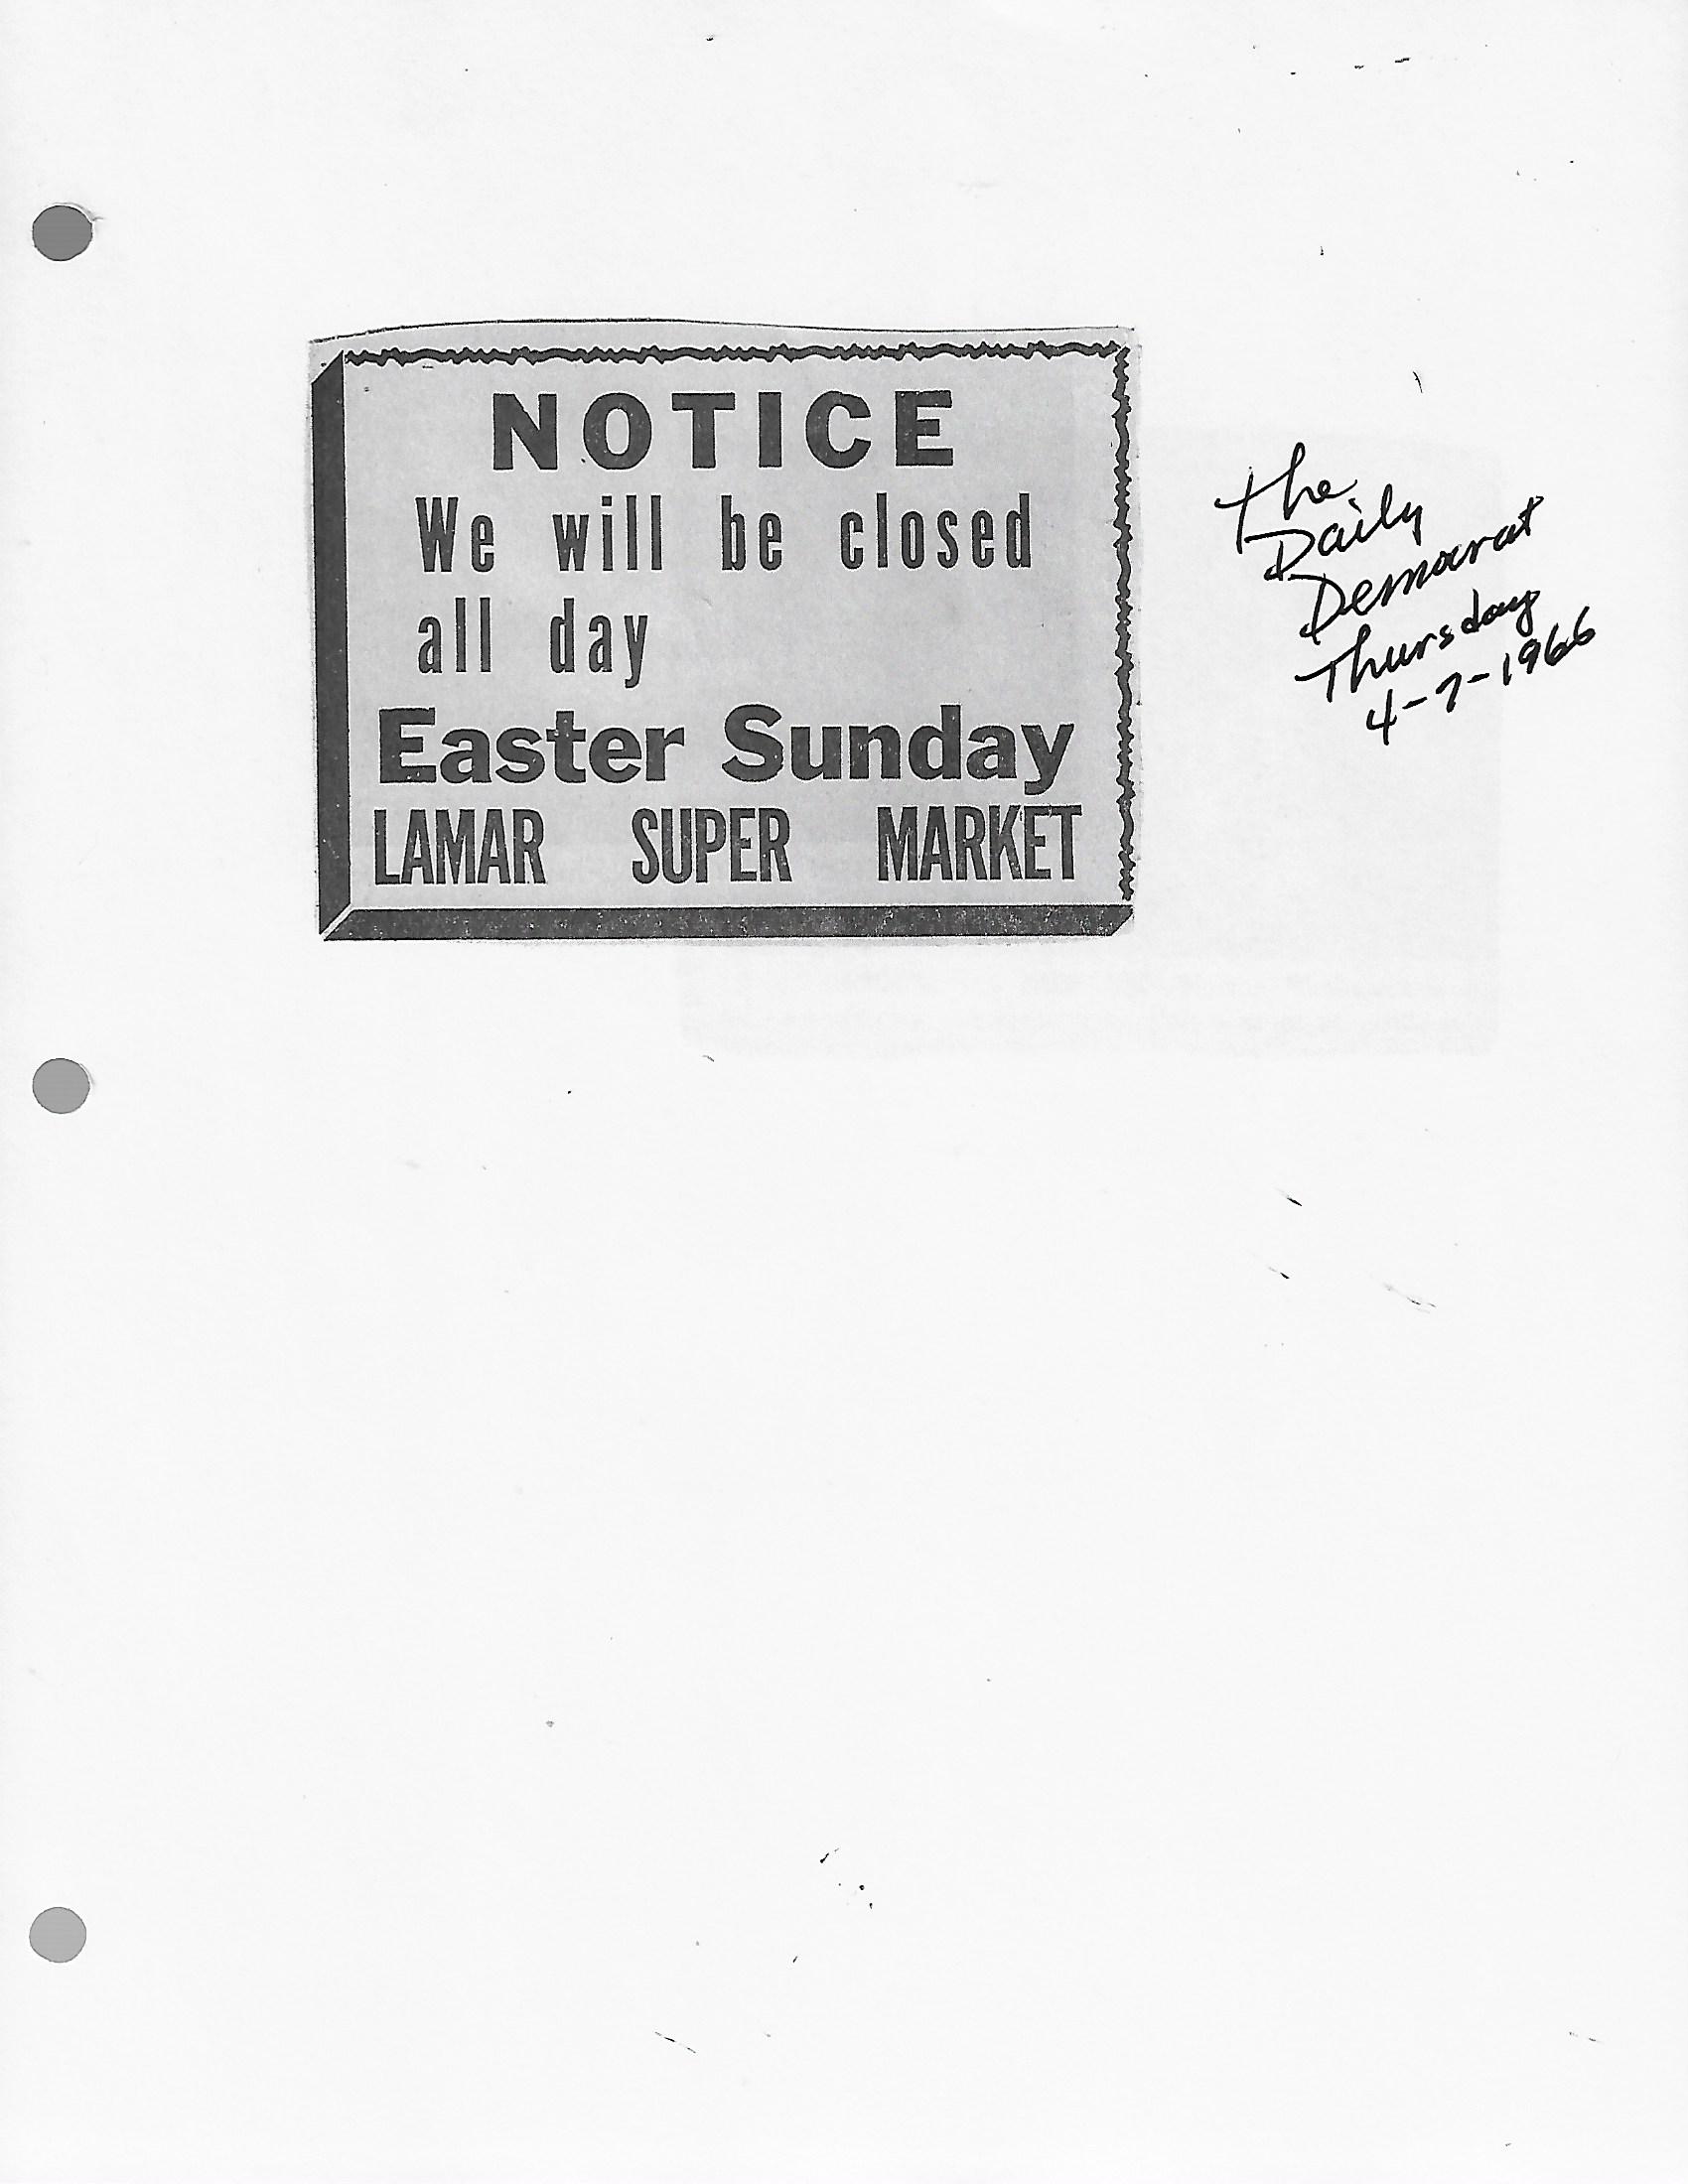 NOTICE
We will be closed
all day
Easter Sunday
LAMAR SUPER MARKET
The
Daily
Democrat
Thursday
4-7-1966